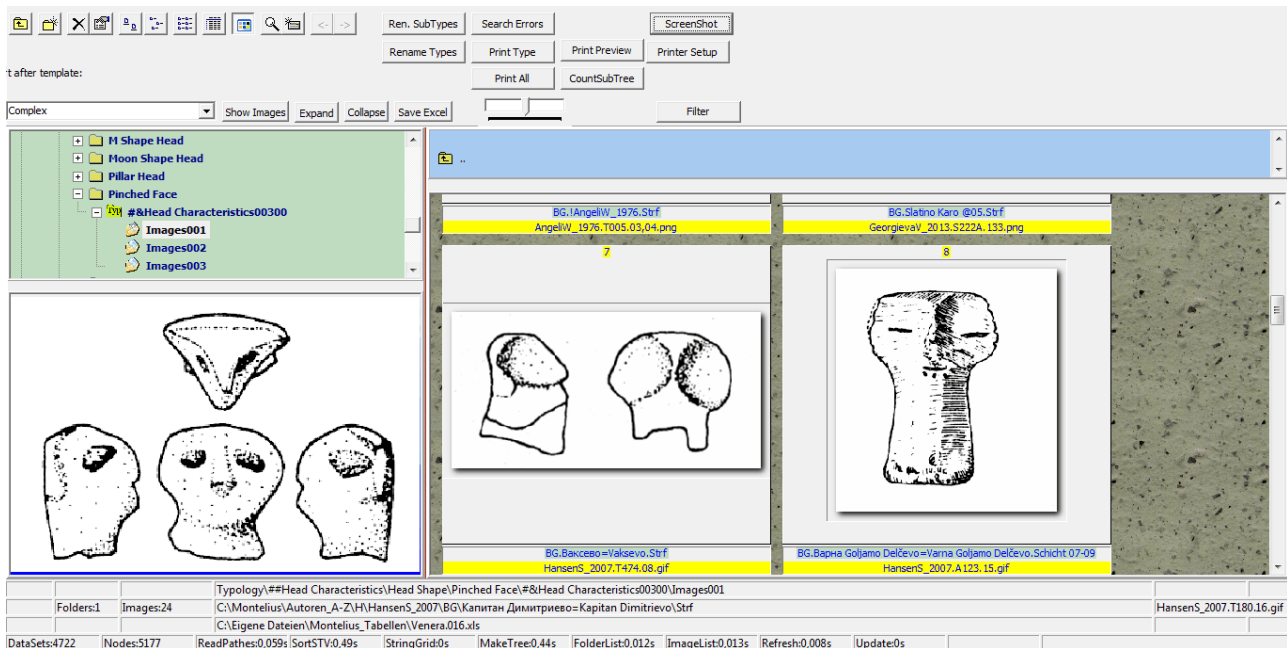 Ren. SubTypes Search Errors ScreenShot
Rename Types Print Type Print Preview Printer Setup
t after template:
Print All CountSubTree
Complex Show Images Expand Collapse Save Excel Filter
M Shape Head
Moon Shape Head
Pillar Head
Pinched Face
#&Head Characteristics00300
Images001
Images002
Images003
..
BG.!AngeliW_1976.Strf
AngeliW_1976.T005.03,04.png
BG.Slatino Karo @05.Strf
GeorgievaV_2013.S222A.133.png
7
8
BG.Ваксево=Vaksevo.Strf
HansenS_2007.T474.08.gif
BG.Варна Goljamo Delčevo=Varna Goljamo Delčevo.Schicht 07-09
HansenS_2007.A123.15.gif
Typology\##Head Characteristics\Head Shape\Pinched Face\#&Head Characteristics00300\Images001
Folders:1 Images:24 C:\Montelius\Autoren_A-Z\H\HansenS_2007\BG\Капитан Димитриево=Kapitan Dimitrievo\Strf HansenS_2007.T180.16.gif
C:\Eigene Dateien\Montelius_Tabellen\Venera.016.xls
DataSets:4722 Nodes:5177 ReadPathes:0,059s SortSTV:0,49s StringGrid:0s MakeTree:0,44s FolderList:0,012s ImageList:0,013s Refresh:0,008s Update:0s